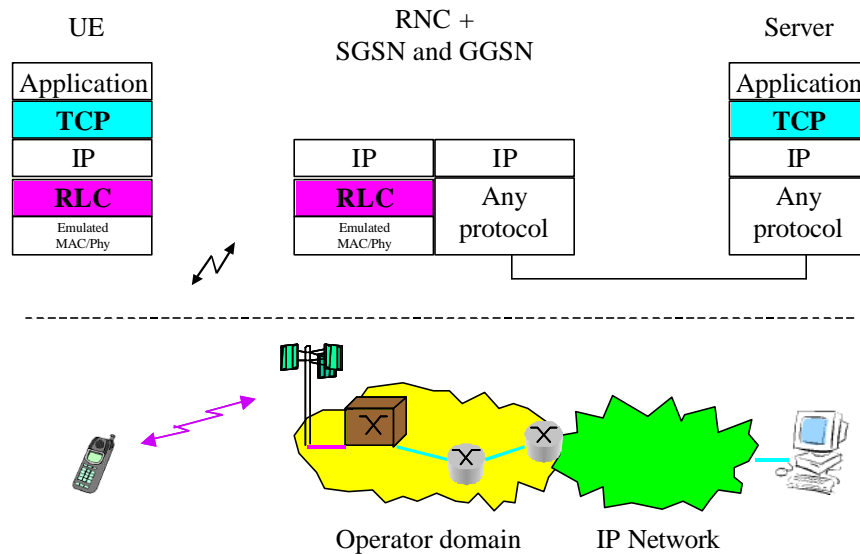 UE
RNC +
SGSN and GGSN
Server
Application
TCP
IP
RLC
Emulated
MAC/Phy
IP
RLC
Emulated
MAC/Phy
IP
Any
protocol
Application
TCP
IP
Any
protocol
Operator domain
IP Network